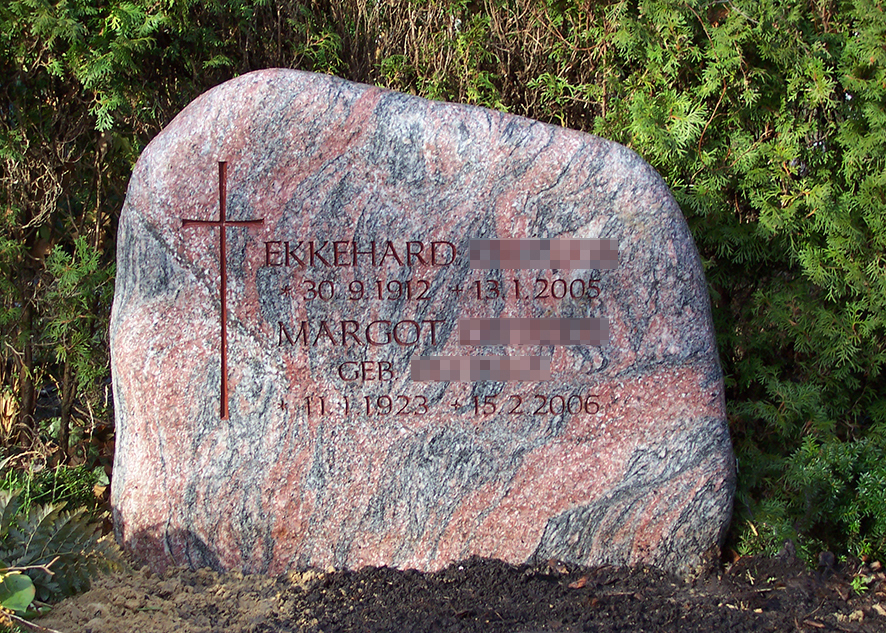 EKKEHARD
* 30.9.1912 + 13.1.2005
MARGOT
GEB.
* 11.1.1923 + 15.2.2006